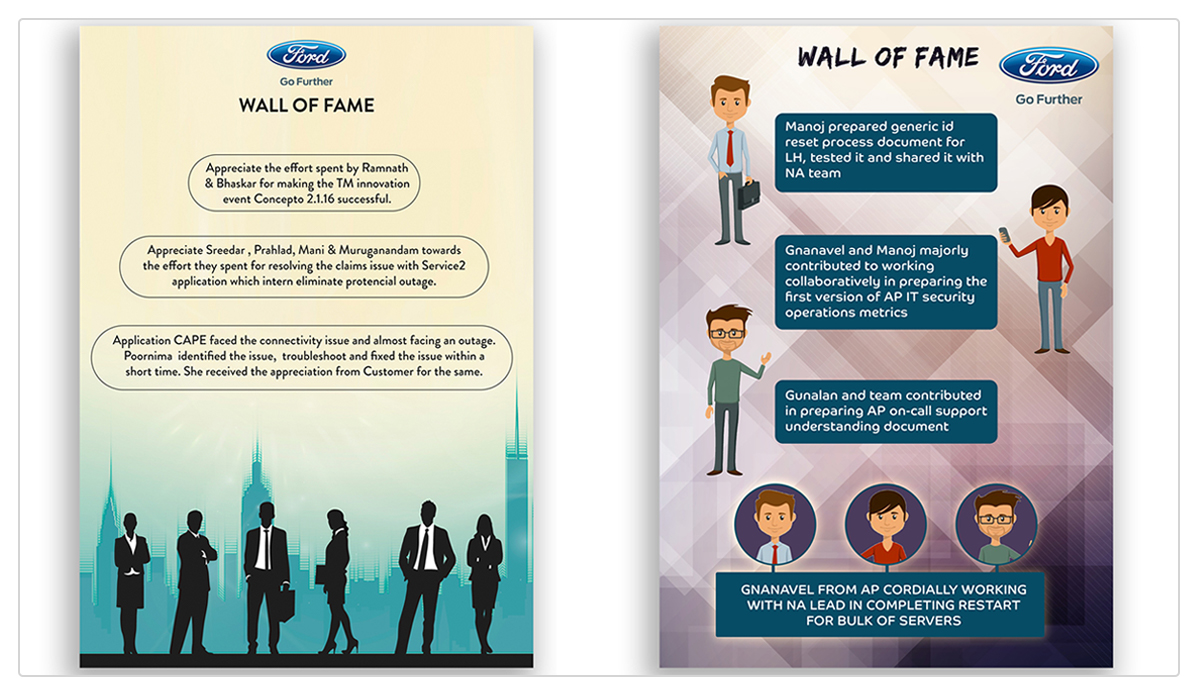 Ford
Go Further
WALL OF FAME
Appreciate the effort spent by Ramnath
& Bhaskar for making the TM innovation
event Concepto 2.1.16 successful.
Appreciate Sreedar , Prahlad, Mani & Muruganandam towards
the effort they spent for resolving the claims issue with Service2
application which intern eliminate protencial outage.
Application CAPE faced the connectivity issue and almost facing an outage.
Poornima identified the issue, troubleshoot and fixed the issue within a
short time. She received the appreciation from Customer for the same.
WALL OF FAME
Ford
Go Further
Manoj prepared generic id
reset process document for
LH, tested it and shared it with
NA team
Gnanavel and Manoj majorly
contributed to working
collaboratively in preparing the
first version of AP IT security
operations metrics
Gunalan and team contributed
in preparing AP on-call support
understanding document
GNANAVEL FROM AP CORDIALLY WORKING
WITH NA LEAD IN COMPLETING RESTART
FOR BULK OF SERVERS